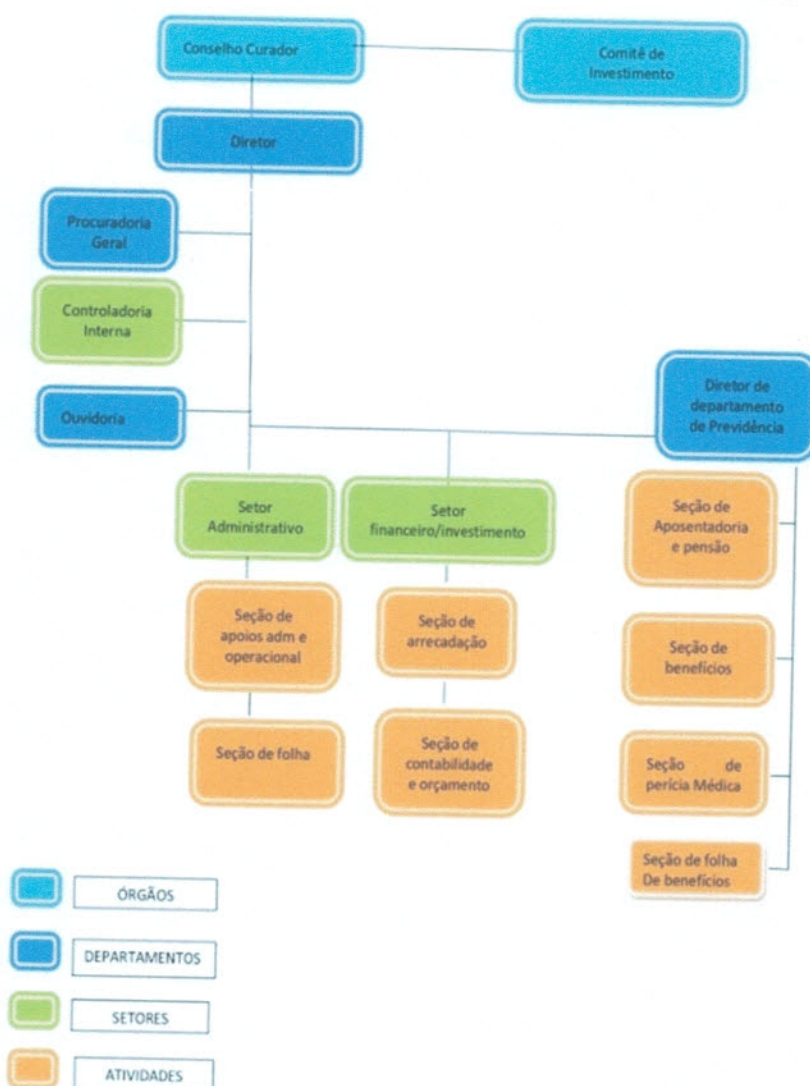 Conselho Curador
Comitê de
Investimento
Diretor
Procuradoria
Geral
Controladoria
Interna
Ouvidoria
Diretor de
departamento
de Previdência
Setor
Administrativo
Setor
financeiro/investimento
Seção de
Aposentadoria
e pensão
Seção de
apoios adm e
operacional
Seção de
arrecadação
Seção de
benefícios
Seção de folha
Seção de
contabilidade
e orçamento
Seção de
perícia Médica
Seção de folha
De benefícios
ÓRGÃOS
DEPARTAMENTOS
SETORES
ATIVIDADES